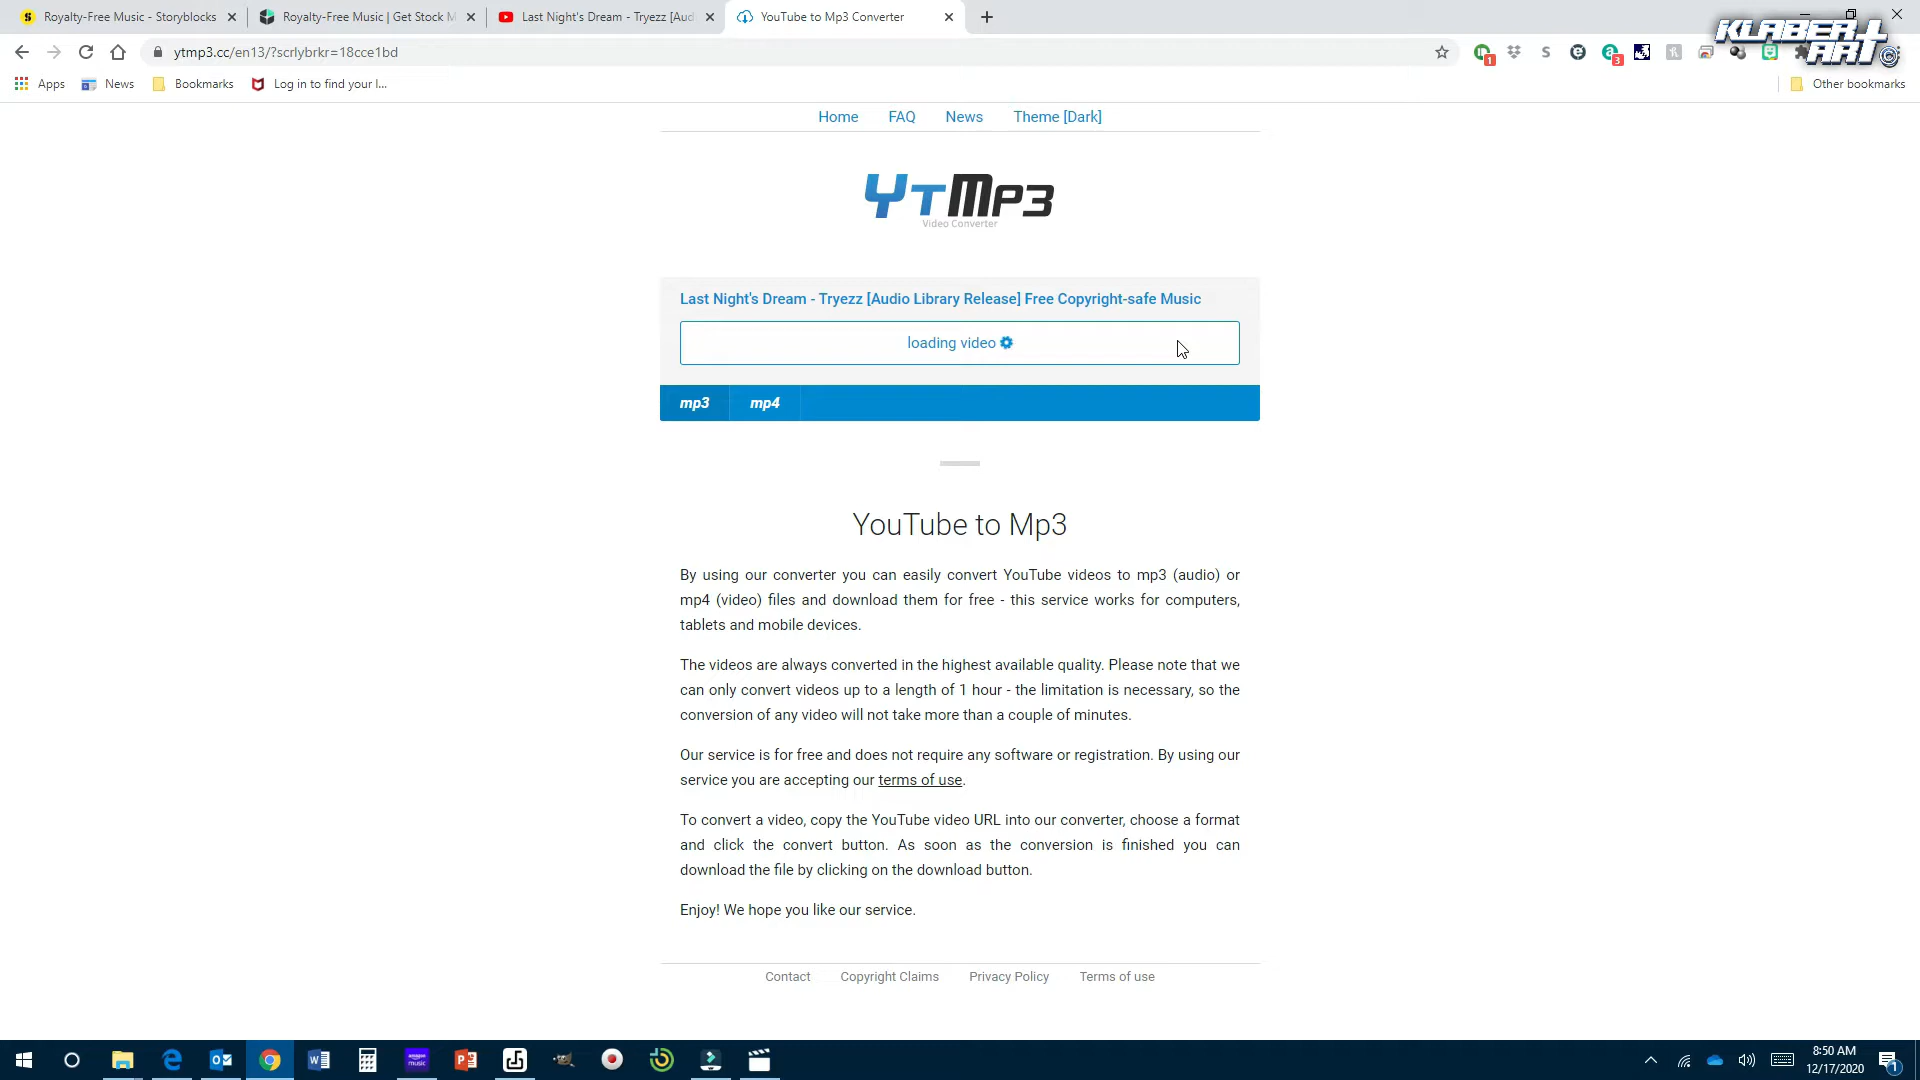 Royalty-Free Music - Storyblocks
Royalty-Free Music | Get Stock M
Last Night's Dream - Tryezz [Aud
YouTube to Mp3 Converter
KLABER ART ©
ytmp3.cc/en13/?scrlybrkr=18cce1bd
Apps News Bookmarks Log in to find your l... Other bookmarks
Home FAQ News Theme [Dark]
YTMP3
Video Converter
Last Night's Dream - Tryezz [Audio Library Release] Free Copyright-safe Music
loading video
mp3 mp4
YouTube to Mp3
By using our converter you can easily convert YouTube videos to mp3 (audio) or
mp4 (video) files and download them for free - this service works for computers,
tablets and mobile devices.
The videos are always converted in the highest available quality. Please note that we
can only convert videos up to a length of 1 hour - the limitation is necessary, so the
conversion of any video will not take more than a couple of minutes.
Our service is for free and does not require any software or registration. By using our
service you are accepting our terms of use.
To convert a video, copy the YouTube video URL into our converter, choose a format
and click the convert button. As soon as the conversion is finished you can
download the file by clicking on the download button.
Enjoy! We hope you like our service.
Contact Copyright Claims Privacy Policy Terms of use
8:50 AM
12/17/2020